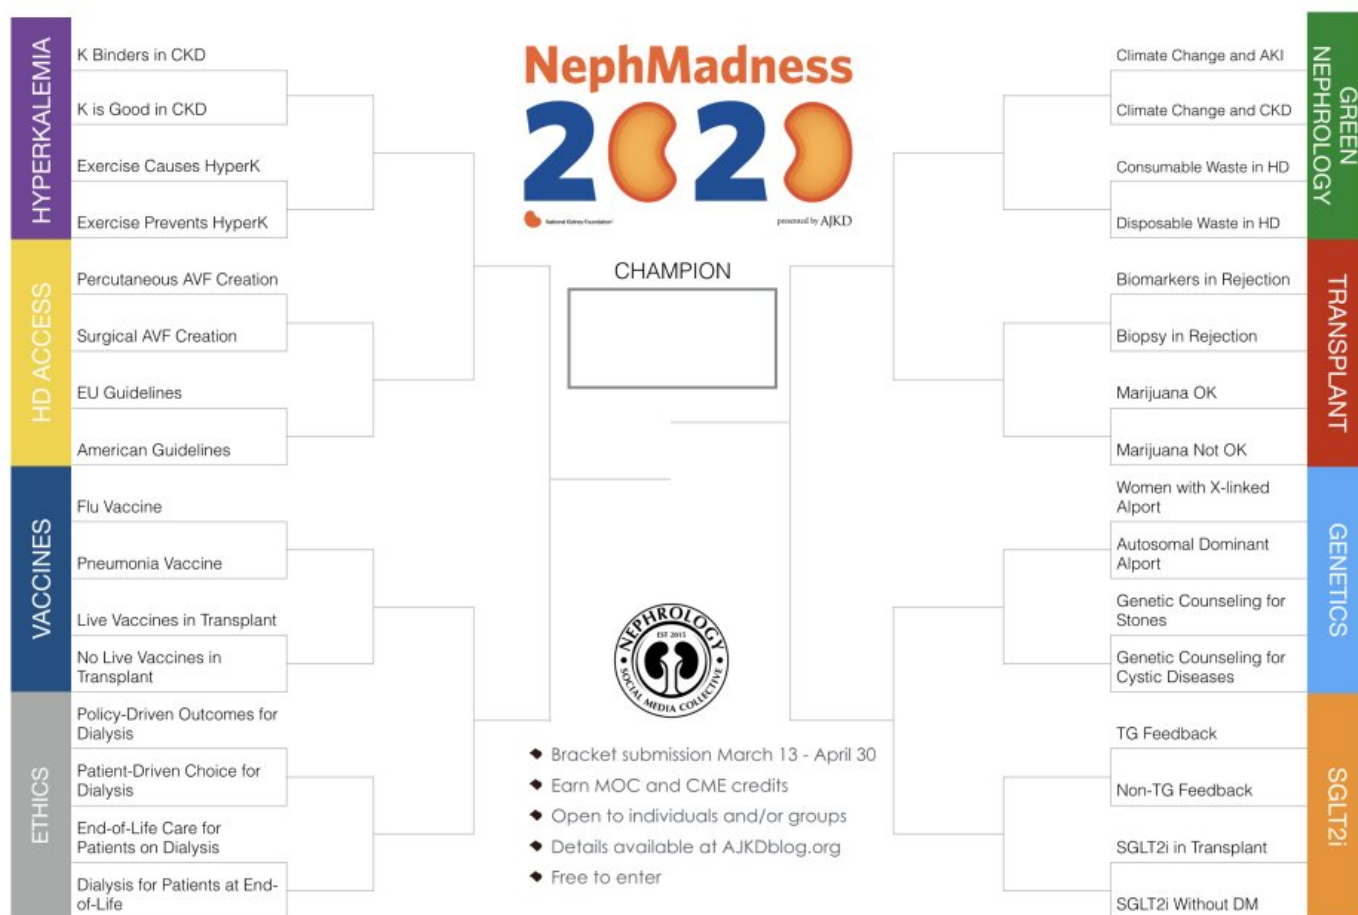 HYPERKALEMIA
K Binders in CKD
K is Good in CKD
Exercise Causes HyperK
Exercise Prevents HyperK
HD ACCESS
Percutaneous AVF Creation
Surgical AVF Creation
EU Guidelines
American Guidelines
VACCINES
Flu Vaccine
Pneumonia Vaccine
Live Vaccines in Transplant
No Live Vaccines in
Transplant
ETHICS
Policy-Driven Outcomes for
Dialysis
Patient-Driven Choice for
Dialysis
End-of-Life Care for
Patients on Dialysis
Dialysis for Patients at End-
of-Life
NephMadness
2020
National Kidney Foundation
presented by AJKD
CHAMPION
NEPHROLOGY
EST 2015
SOCIAL MEDIA COLLECTIVE
Bracket submission March 13 - April 30
Earn MOC and CME credits
Open to individuals and/or groups
Details available at AJKDblog.org
Free to enter
GREEN
NEPHROLOGY
Climate Change and AKI
Climate Change and CKD
Consumable Waste in HD
Disposable Waste in HD
TRANSPLANT
Biomarkers in Rejection
Biopsy in Rejection
Marijuana OK
Marijuana Not OK
GENETICS
Women with X-linked
Alport
Autosomal Dominant
Alport
Genetic Counseling for
Stones
Genetic Counseling for
Cystic Diseases
SGLT2i
TG Feedback
Non-TG Feedback
SGLT2i in Transplant
SGLT2i Without DM